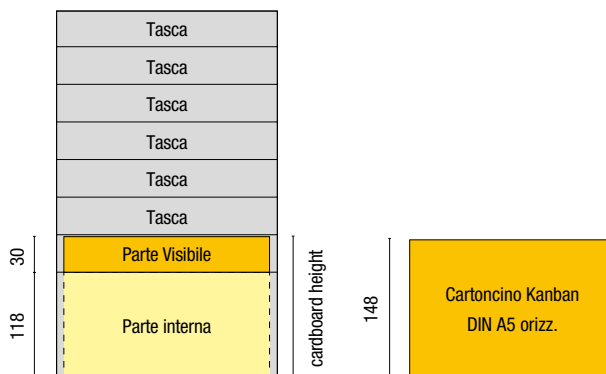 Tasca
Tasca
Tasca
Tasca
Tasca
Tasca
30
Parte Visibile
118
Parte interna
cardboard height
148
Cartoncino Kanban
DIN A5 orizz.